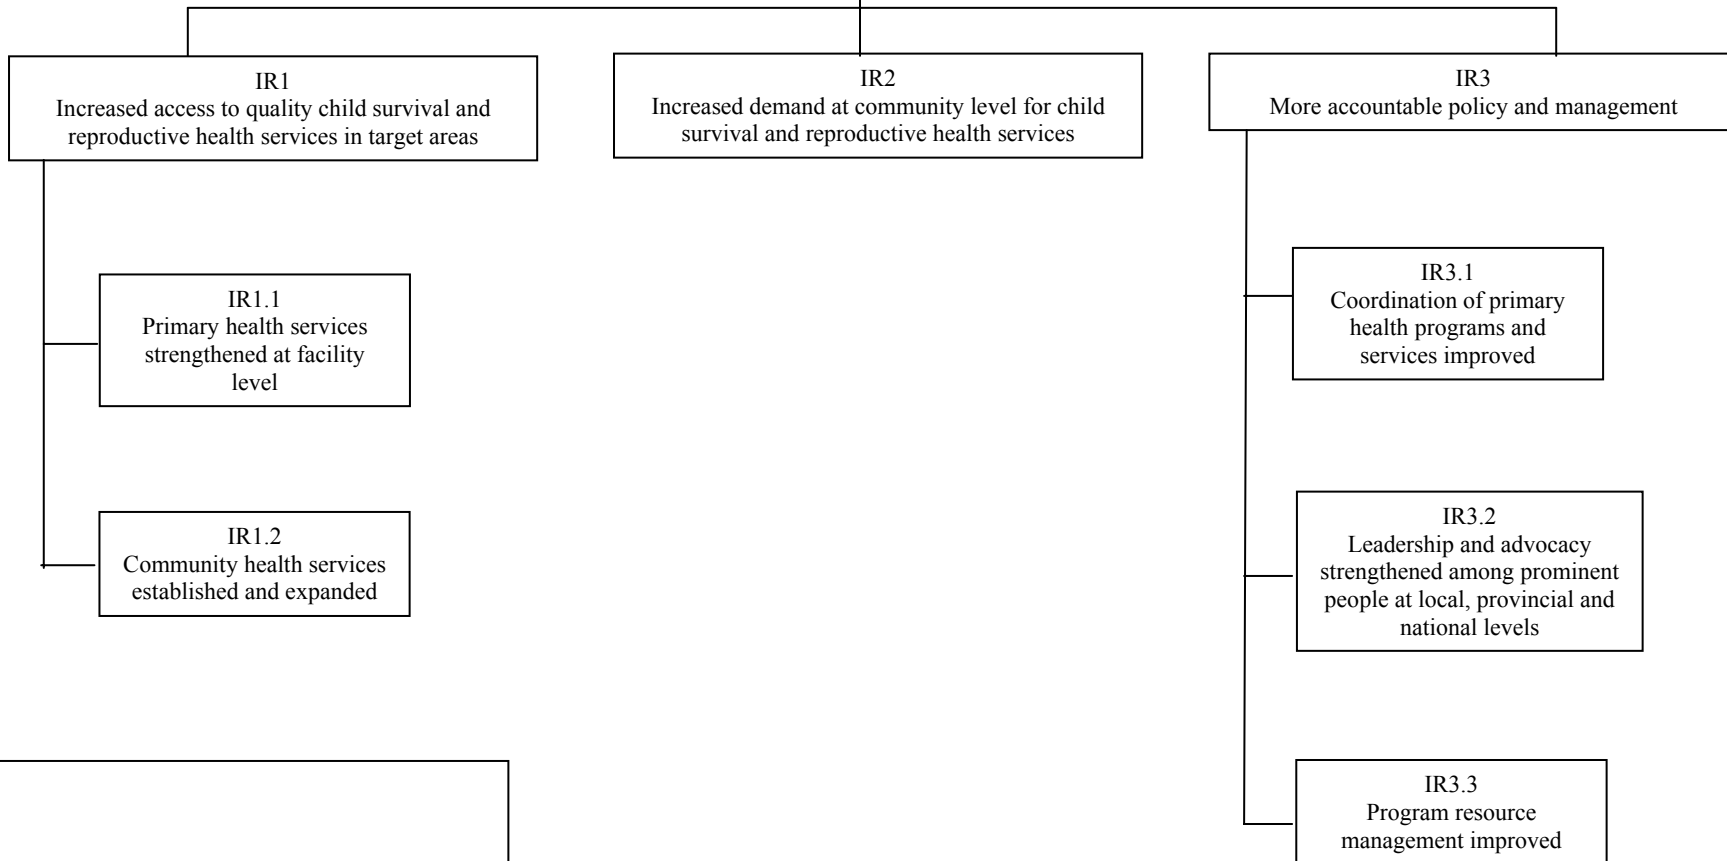 IR1
Increased access to quality child survival and
reproductive health services in target areas
IR2
Increased demand at community level for child
survival and reproductive health services
IR3
More accountable policy and management
IR1.1
Primary health services
strengthened at facility
level
IR1.2
Community health services
established and expanded
IR3.1
Coordination of primary
health programs and
services improved
IR3.2
Leadership and advocacy
strengthened among prominent
people at local, provincial and
national levels
IR3.3
Program resource
management improved